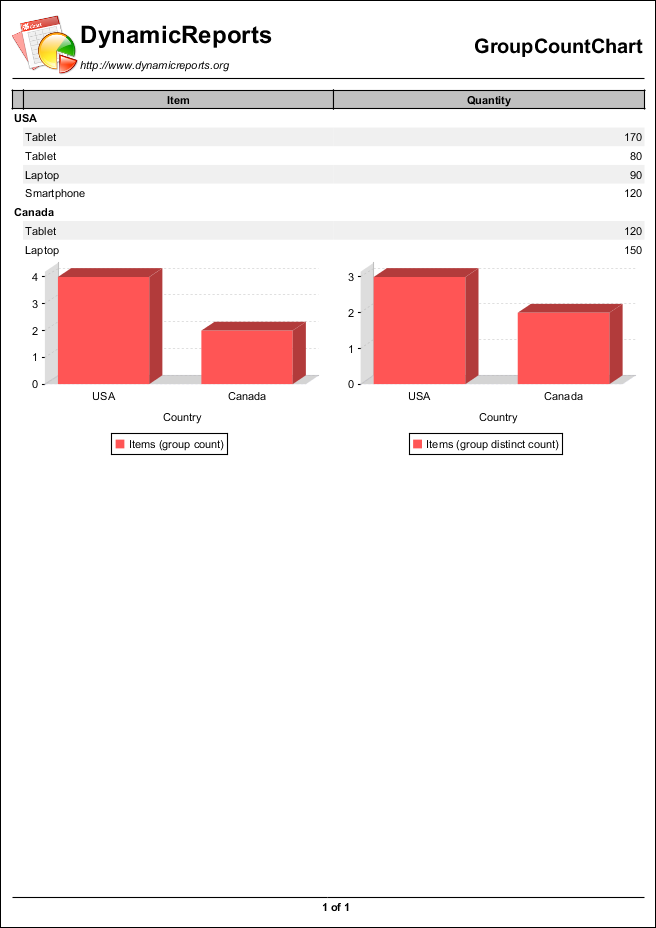 DynamicReports
http://www.dynamicreports.org
GroupCountChart
Item Quantity
USA
Tablet 170
Tablet 80
Laptop 90
Smartphone 120
Canada
Tablet 120
Laptop 150
4
3
2
1
0
USA Canada
Country
Items (group count)
3
2
1
0
USA Canada
Country
Items (group distinct count)
1 of 1